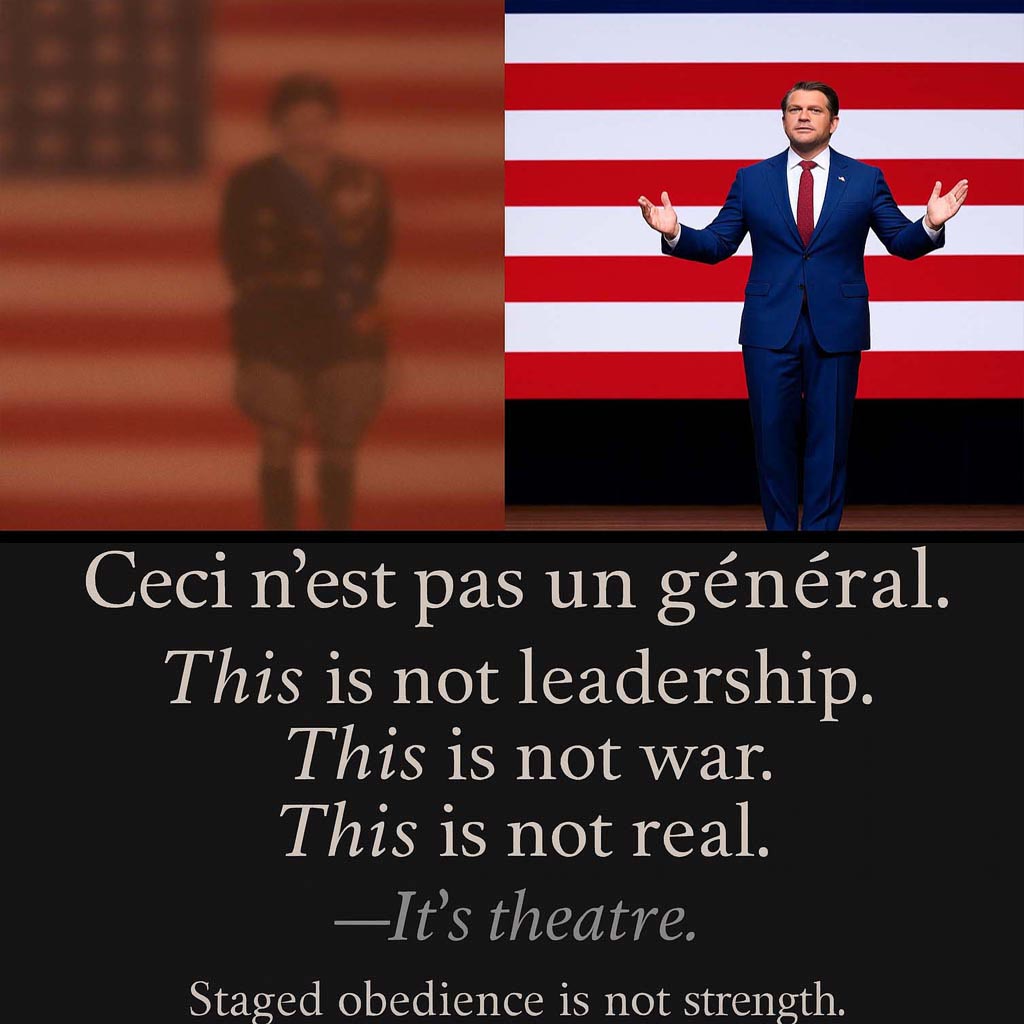 Ceci n’est pas un général.
This is not leadership.
This is not war.
This is not real.
—It’s theatre.
Staged obedience is not strength.